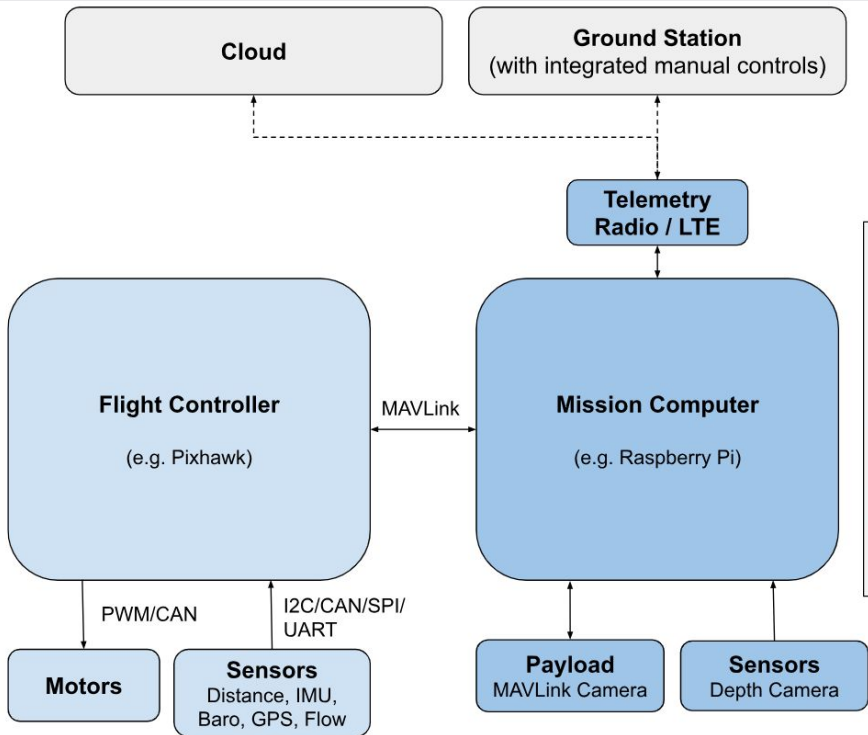 Cloud
Ground Station
(with integrated manual controls)
Telemetry
Radio / LTE
Flight Controller
(e.g. Pixhawk)
MAVLink
Mission Computer
(e.g. Raspberry Pi)
PWM/CAN
I2C/CAN/SPI/
UART
Motors
Sensors
Distance, IMU,
Baro, GPS, Flow
Payload
MAVLink Camera
Sensors
Depth Camera